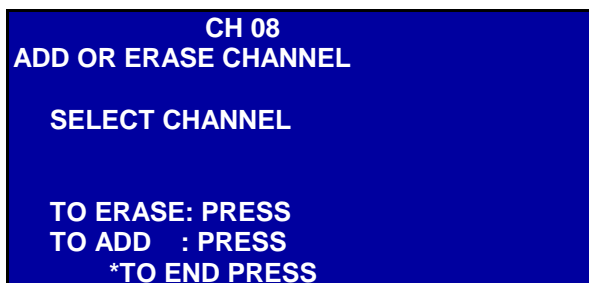 CH 08
ADD OR ERASE CHANNEL
SELECT CHANNEL
TO ERASE: PRESS
TO ADD : PRESS
*TO END PRESS